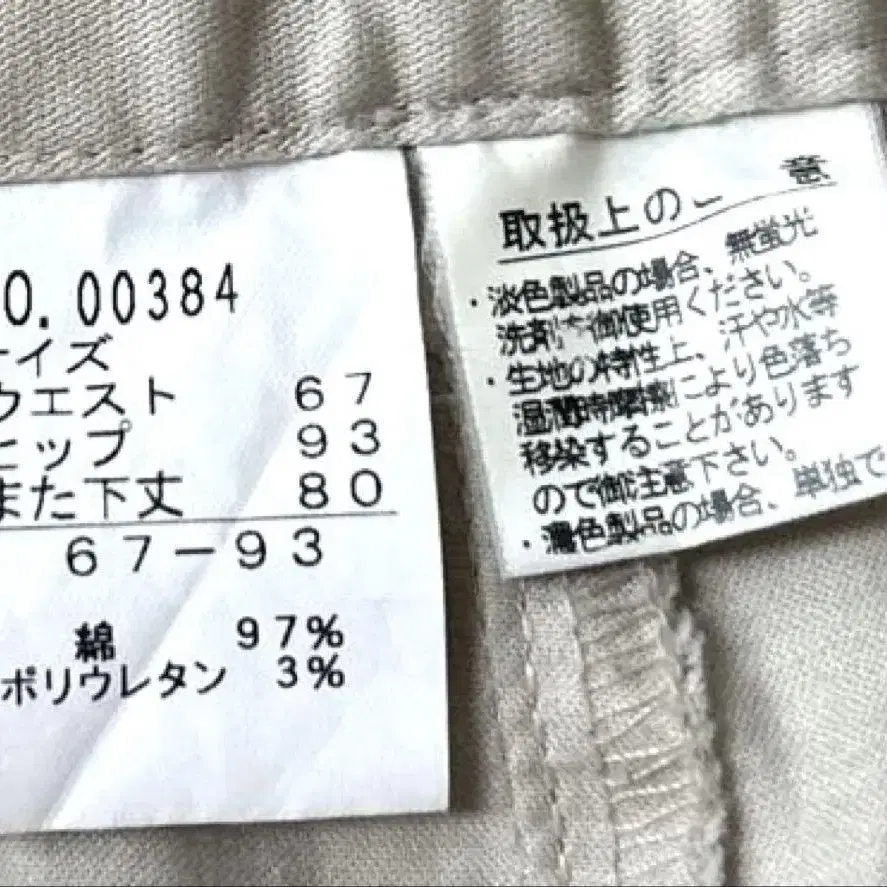 0.00384
サイズ
ウエスト 67
ヒップ 93
また下丈 80
67-93
綿 97%
ポリウレタン 3%
取扱上の 意
・淡色製品の場合、無蛍光
洗剤を御使用ください。
・生地の特性上、汗や水等
湿潤時摩擦により色落ち
移染することがあります
ので御注意下さい。
・濃色製品の場合、単独で